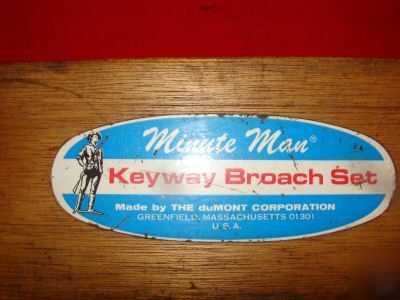 Minute Man®
Keyway Broach Set
Made by THE duMONT CORPORATION
GREENFIELD, MASSACHUSETTS 01301
U.S.A.